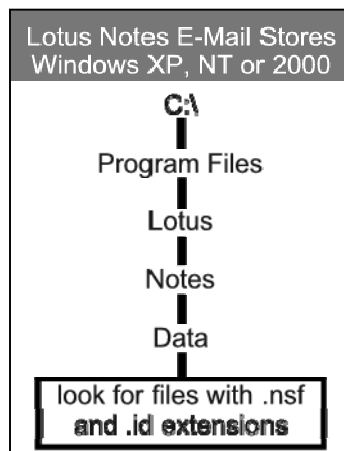 Lotus Notes E-Mail Stores
Windows XP, NT or 2000
C:\
Program Files
Lotus
Notes
Data
look for files with .nsf
and .id extensions